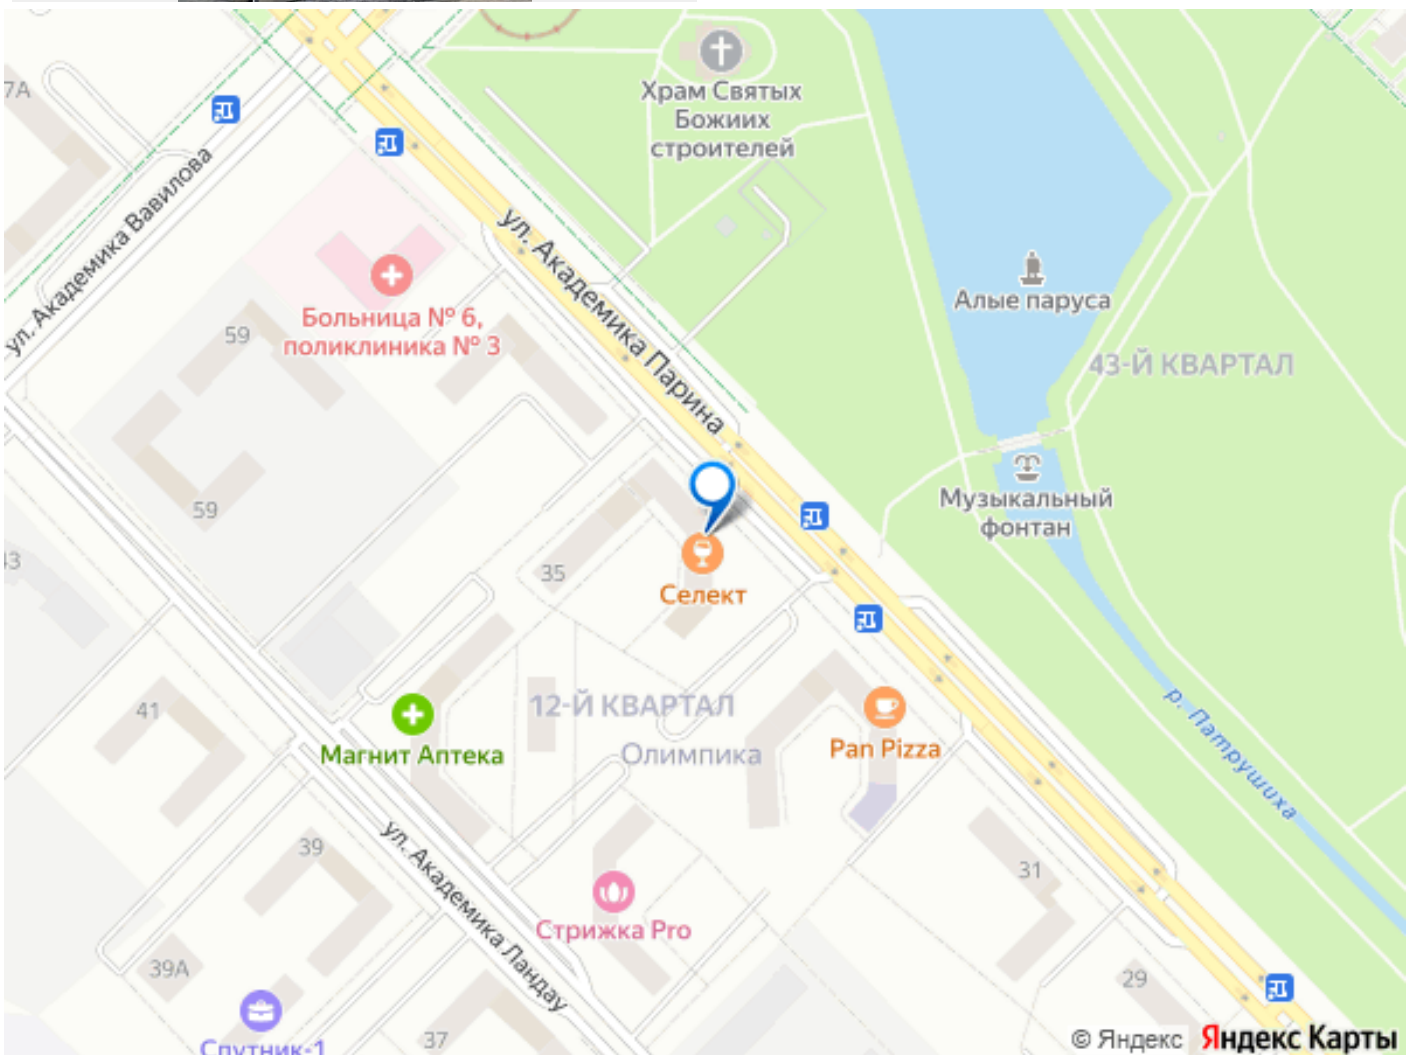 7А
Храм Святых
Божиих
строителей
ул. Академика Вавилова
ул. Академика Парина
Алые паруса
Больница № 6,
поликлиника № 3
59
43-Й КВАРТАЛ
Музыкальный
фонтан
59
35
Селект
41
12-Й КВАРТАЛ
Олимпика
Магнит Аптека
Pan Pizza
р. Патрушиха
39
ул. Академика Ландау
31
Стрижка Pro
39А
29
Спутник-1
37
© Яндекс Яндекс Карты